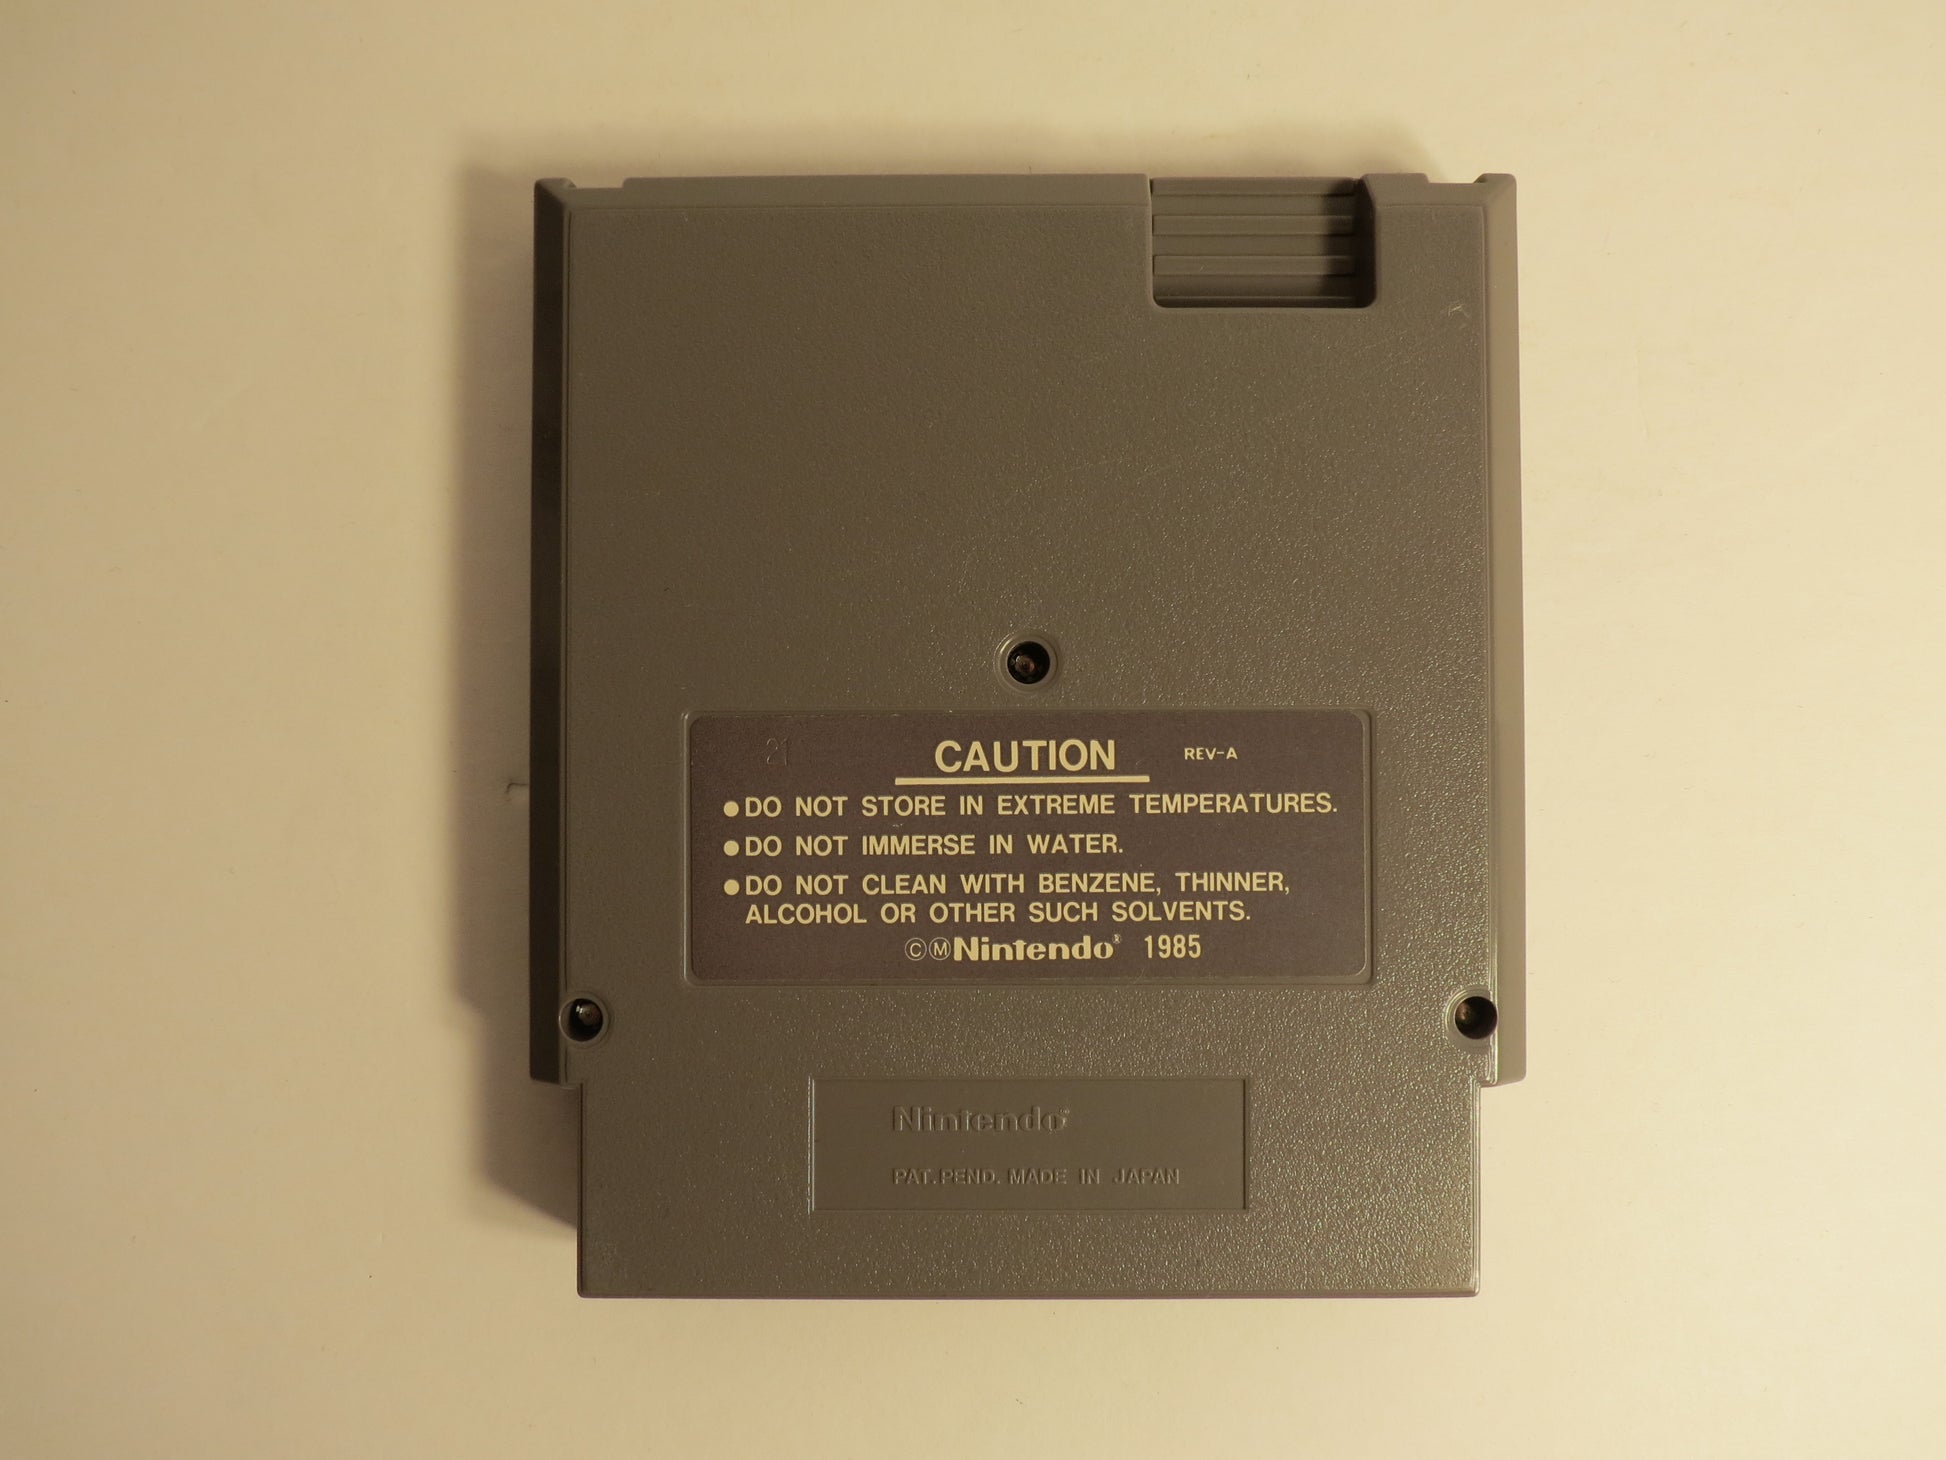 21
CAUTION REV-A
●DO NOT STORE IN EXTREME TEMPERATURES.
●DO NOT IMMERSE IN WATER.
●DO NOT CLEAN WITH BENZENE, THINNER,
ALCOHOL OR OTHER SUCH SOLVENTS.
ⒸⓂNintendo® 1985
Nintendo®
PAT. PEND. MADE IN JAPAN